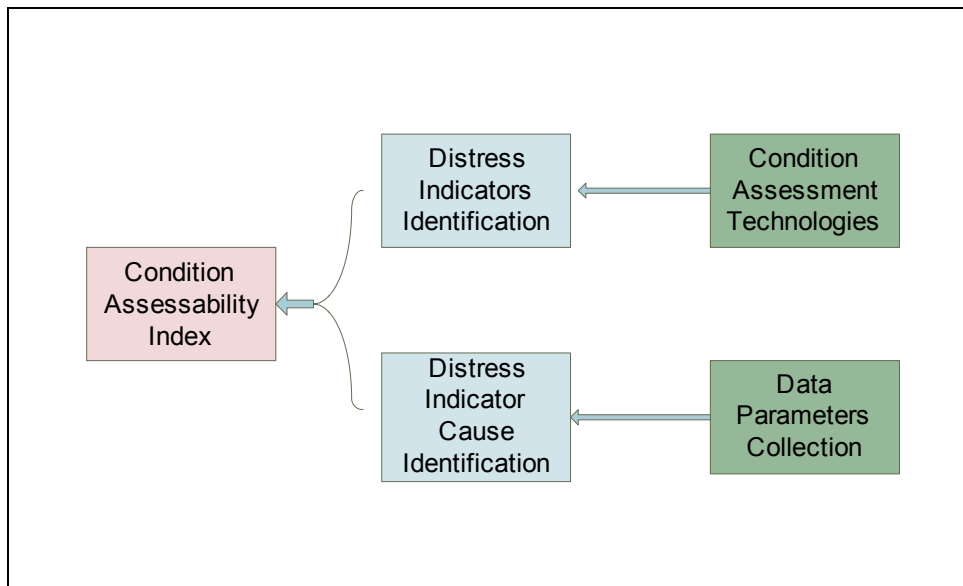 Distress
Indicators
Identification
Condition
Assessment
Technologies
Condition
Assessability
Index
Distress
Indicator
Cause
Identification
Data
Parameters
Collection